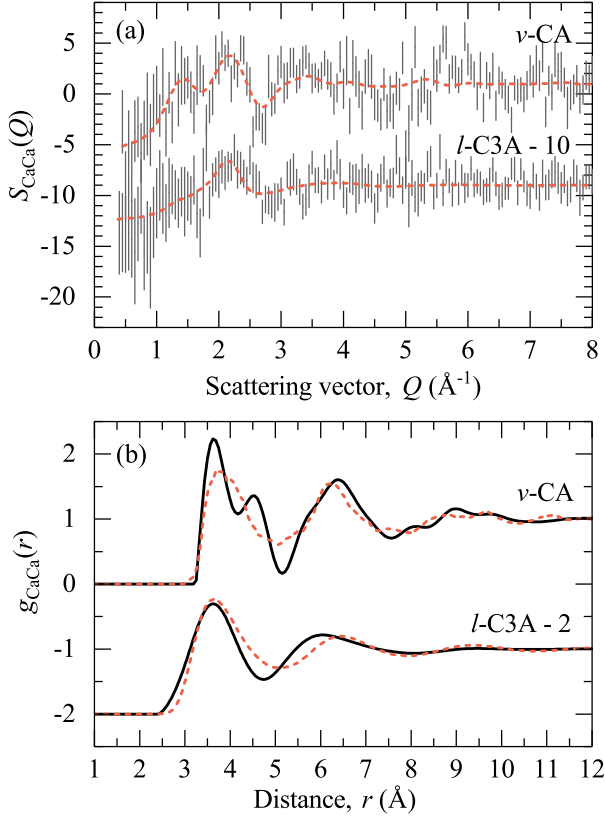 (a)
v-CA
l-C3A - 10
S_CaCa(Q)
5
0
-5
-10
-15
-20
0 1 2 3 4 5 6 7 8
Scattering vector, Q (Å⁻¹)
(b)
v-CA
l-C3A - 2
g_CaCa(r)
2
1
0
-1
-2
1 2 3 4 5 6 7 8 9 10 11 12
Distance, r (Å)